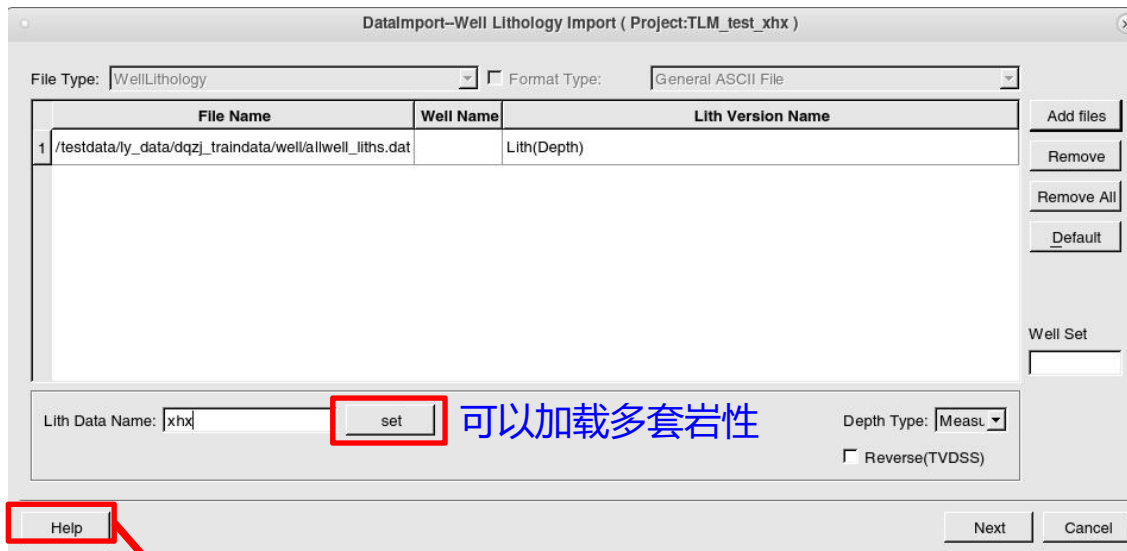 DataImport--Well Lithology Import ( Project:TLM_test_xhx )
File Type: WellLithology Format Type: General ASCII File
File Name Well Name Lith Version Name
1 /testdata/ly_data/dqzj_traindata/well/allwell_liths.dat Lith(Depth)
Add files
Remove
Remove All
Default
Well Set
Lith Data Name: xhx set 可以加载多套岩性 Depth Type: Measu
Reverse(TVDSS)
Help Next Cancel